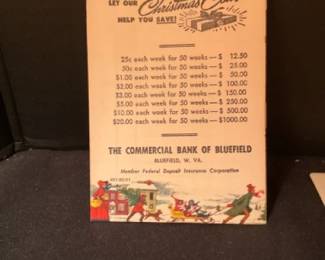 LET OUR Christmas Club
HELP YOU SAVE!
25c each week for 50 weeks — $ 12.50
50c each week for 50 weeks — $ 25.00
$1.00 each week for 50 weeks — $ 50.00
$2.00 each week for 50 weeks — $ 100.00
$3.00 each week for 50 weeks — $ 150.00
$5.00 each week for 50 weeks — $ 250.00
$10.00 each week for 50 weeks — $ 500.00
$20.00 each week for 50 weeks — $1000.00
THE COMMERCIAL BANK OF BLUEFIELD
BLUEFIELD, W. VA.
Member Federal Deposit Insurance Corporation